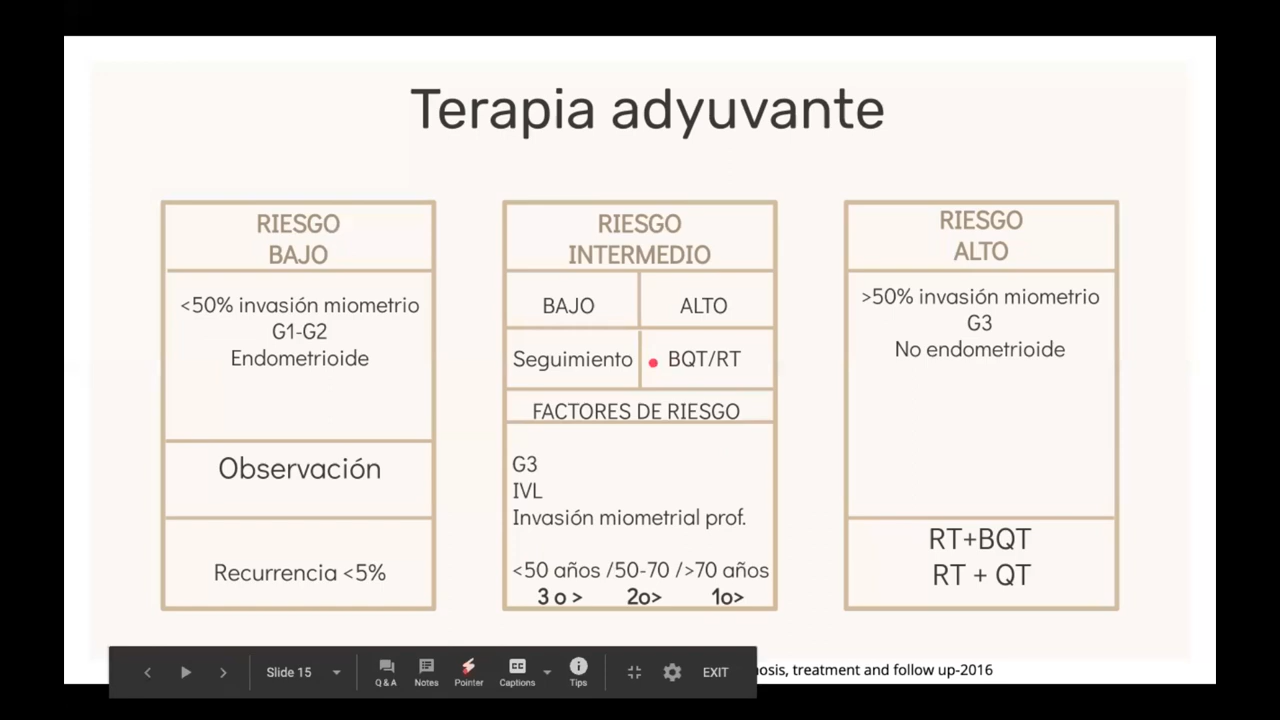 Terapia adyuvante
RIESGO
BAJO
<50% invasión miometrio
G1-G2
Endometrioide
Observación
Recurrencia <5%
RIESGO
INTERMEDIO
BAJO
ALTO
Seguimiento
BQT/RT
FACTORES DE RIESGO
G3
IVL
Invasión miometrial prof.
<50 años /50-70 />70 años
3 o > 2o> 1o>
RIESGO
ALTO
>50% invasión miometrio
G3
No endometrioide
RT+BQT
RT + QT
treatment and follow up-2016
Slide 15
Q & A
Notes
Pointer
CC
Captions
Tips
EXIT